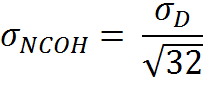 σ_NCOH = σ_D / √32